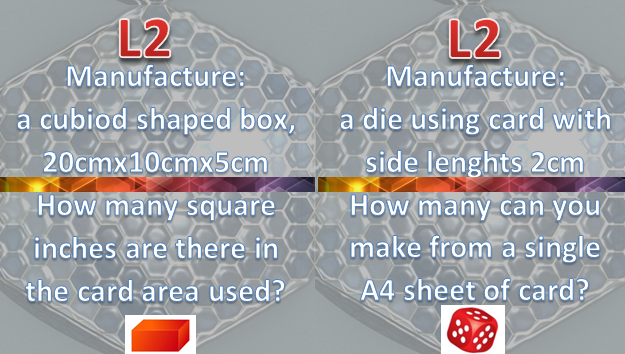 L2
Manufacture:
a cubiod shaped box,
20cmx10cmx5cm
How many square
inches are there in
the card area used?
L2
Manufacture:
a die using card with
side lenghts 2cm
How many can you
make from a single
A4 sheet of card?